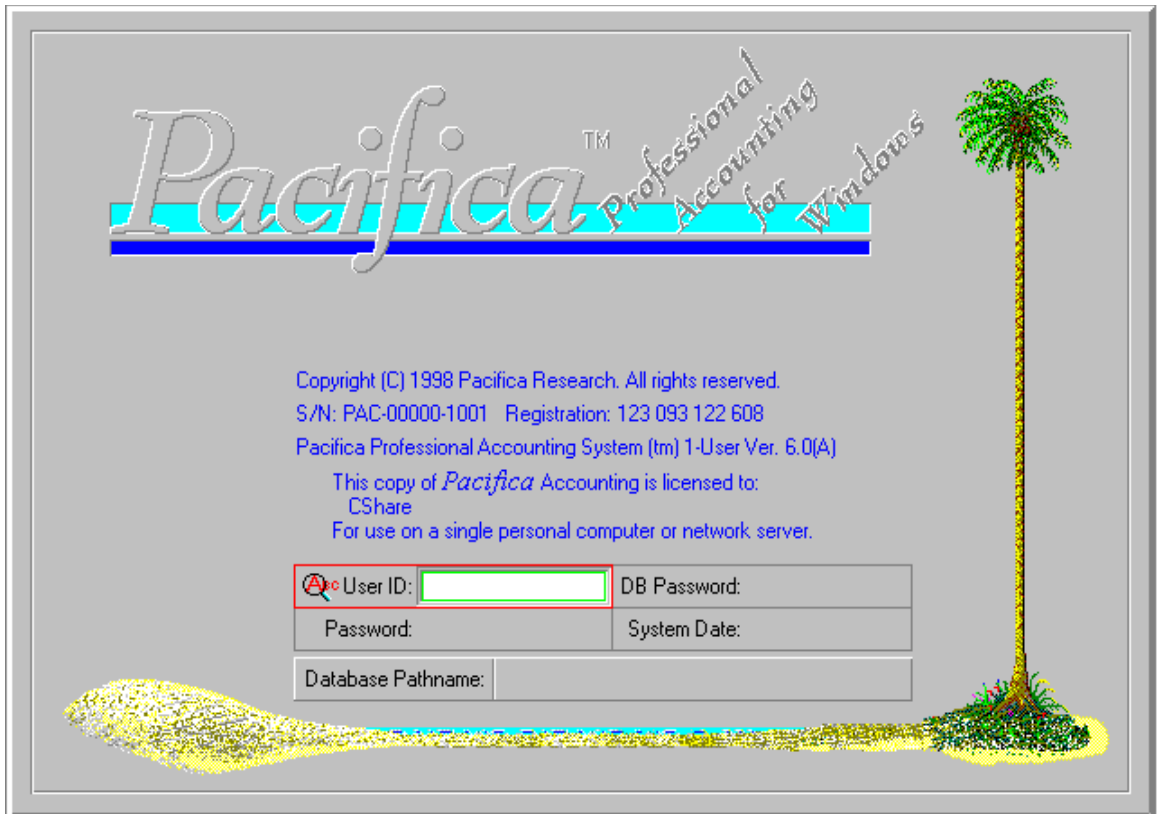 Pacifica™
Professional
Accounting
for
Windows
Copyright (C) 1998 Pacifica Research. All rights reserved.
S/N: PAC-00000-1001 Registration: 123 093 122 608
Pacifica Professional Accounting System (tm) 1-User Ver. 6.0(A)
This copy of Pacifica Accounting is licensed to:
CShare
For use on a single personal computer or network server.
Abc User ID: DB Password:
Password: System Date:
Database Pathname: